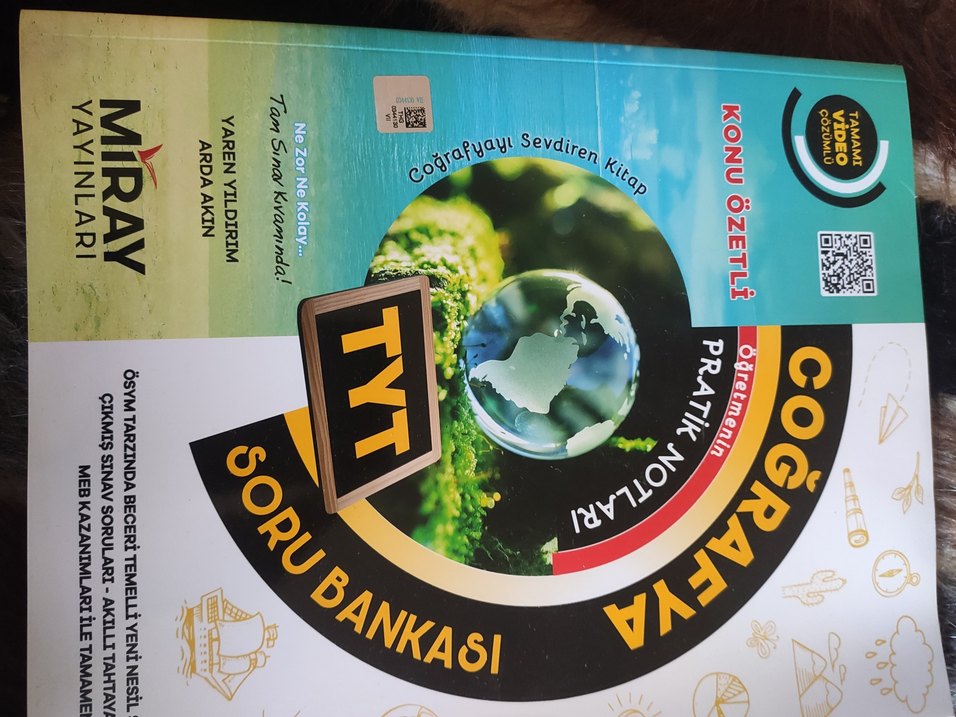 TAMAMI
VİDEO
ÇÖZÜMLÜ
KONU ÖZETLİ
Coğrafyayı Sevdiren Kitap
COĞRAFYA
Öğretmenin
PRATİK NOTLARI
TYT
SORU BANKASI
Ne Zor Ne Kolay...
Tam Sınav Kıvamında!
YAREN YILDIRIM
ARDA AKIN
MİRAY
YAYINLARI
ÖSYM TARZINDA BECERİ TEMELLİ YENİ NESİL
ÇIKMIŞ SINAV SORULARI - AKILLI TAHTAYA
MEB KAZANIMLARI İLE